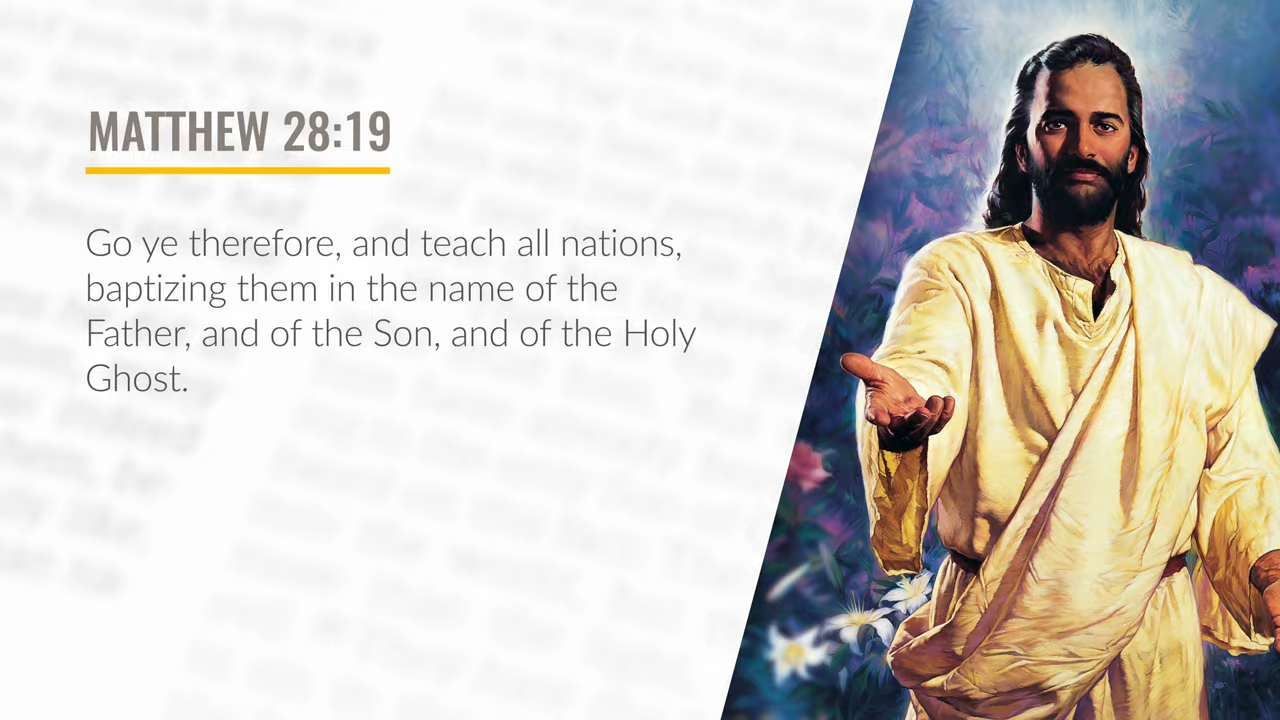 MATTHEW 28:19
Go ye therefore, and teach all nations,
baptizing them in the name of the
Father, and of the Son, and of the Holy
Ghost.